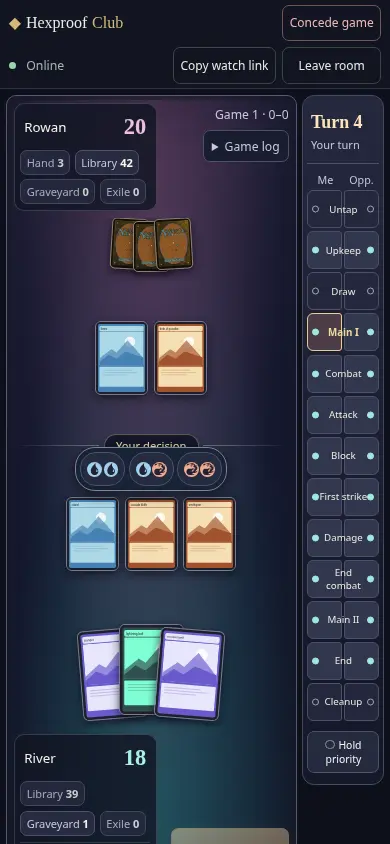 Hexproof Club
Concede game
Online
Copy watch link
Leave room
Rowan 20
Hand 3
Library 42
Graveyard 0
Exile 0
Game 1 · 0–0
Game log
Turn 4
Your turn
Me
Opp.
Untap
Upkeep
Draw
Main I
Combat
Attack
Block
First strike
Damage
End
combat
Main II
End
Cleanup
Hold
priority
Your decision
River 18
Library 39
Graveyard 1
Exile 0